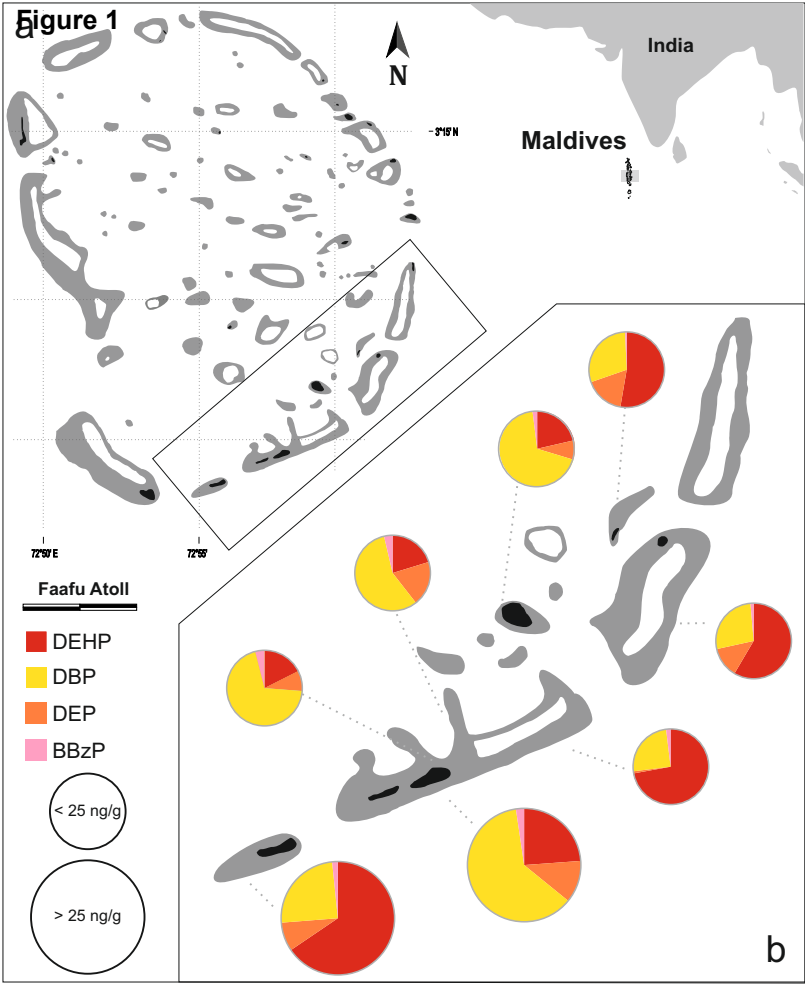 Figure 1
a
N
India
Maldives
3°15' N
72°50' E
72°55'
Faafu Atoll
DEHP
DBP
DEP
BBzP
< 25 ng/g
> 25 ng/g
b